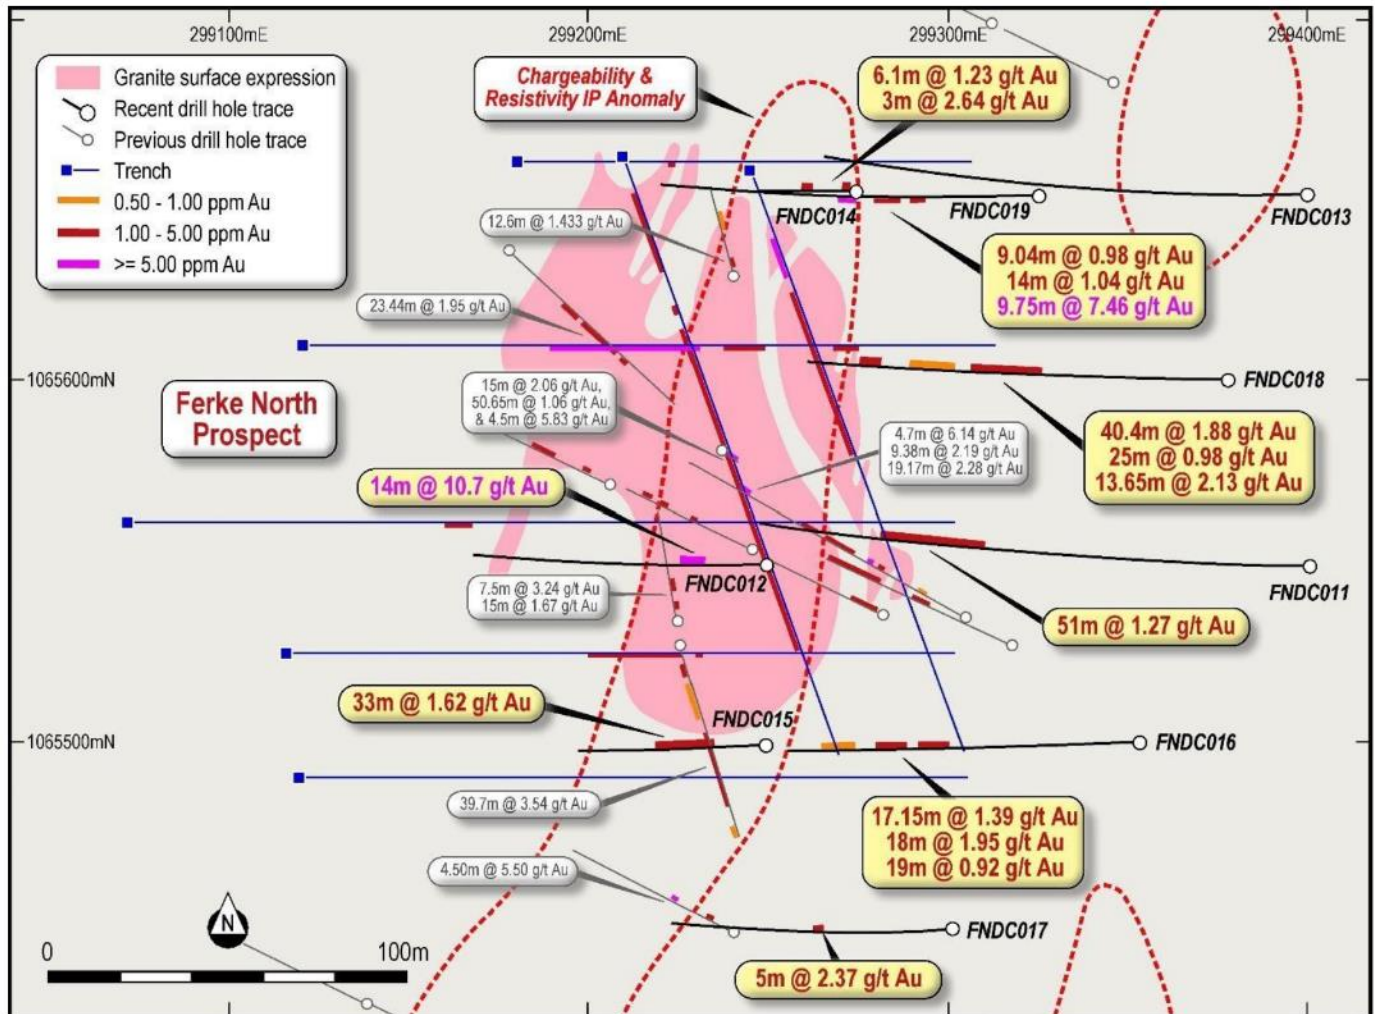 299100mE
299200mE
299300mE
299400mE
Granite surface expression
Recent drill hole trace
Previous drill hole trace
Trench
0.50 - 1.00 ppm Au
1.00 - 5.00 ppm Au
>= 5.00 ppm Au
Chargeability &
Resistivity IP Anomaly
6.1m @ 1.23 g/t Au
3m @ 2.64 g/t Au
FNDC014
FNDC019
FNDC013
12.6m @ 1.433 g/t Au
9.04m @ 0.98 g/t Au
14m @ 1.04 g/t Au
9.75m @ 7.46 g/t Au
23.44m @ 1.95 g/t Au
1065600mN
FNDC018
Ferke North
Prospect
15m @ 2.06 g/t Au,
50.65m @ 1.06 g/t Au,
& 4.5m @ 5.83 g/t Au
4.7m @ 6.14 g/t Au
9.38m @ 2.19 g/t Au
19.17m @ 2.28 g/t Au
40.4m @ 1.88 g/t Au
25m @ 0.98 g/t Au
13.65m @ 2.13 g/t Au
14m @ 10.7 g/t Au
FNDC012
FNDC011
7.5m @ 3.24 g/t Au
15m @ 1.67 g/t Au
51m @ 1.27 g/t Au
33m @ 1.62 g/t Au
FNDC015
1065500mN
FNDC016
39.7m @ 3.54 g/t Au
17.15m @ 1.39 g/t Au
18m @ 1.95 g/t Au
19m @ 0.92 g/t Au
4.50m @ 5.50 g/t Au
N
FNDC017
0
100m
5m @ 2.37 g/t Au